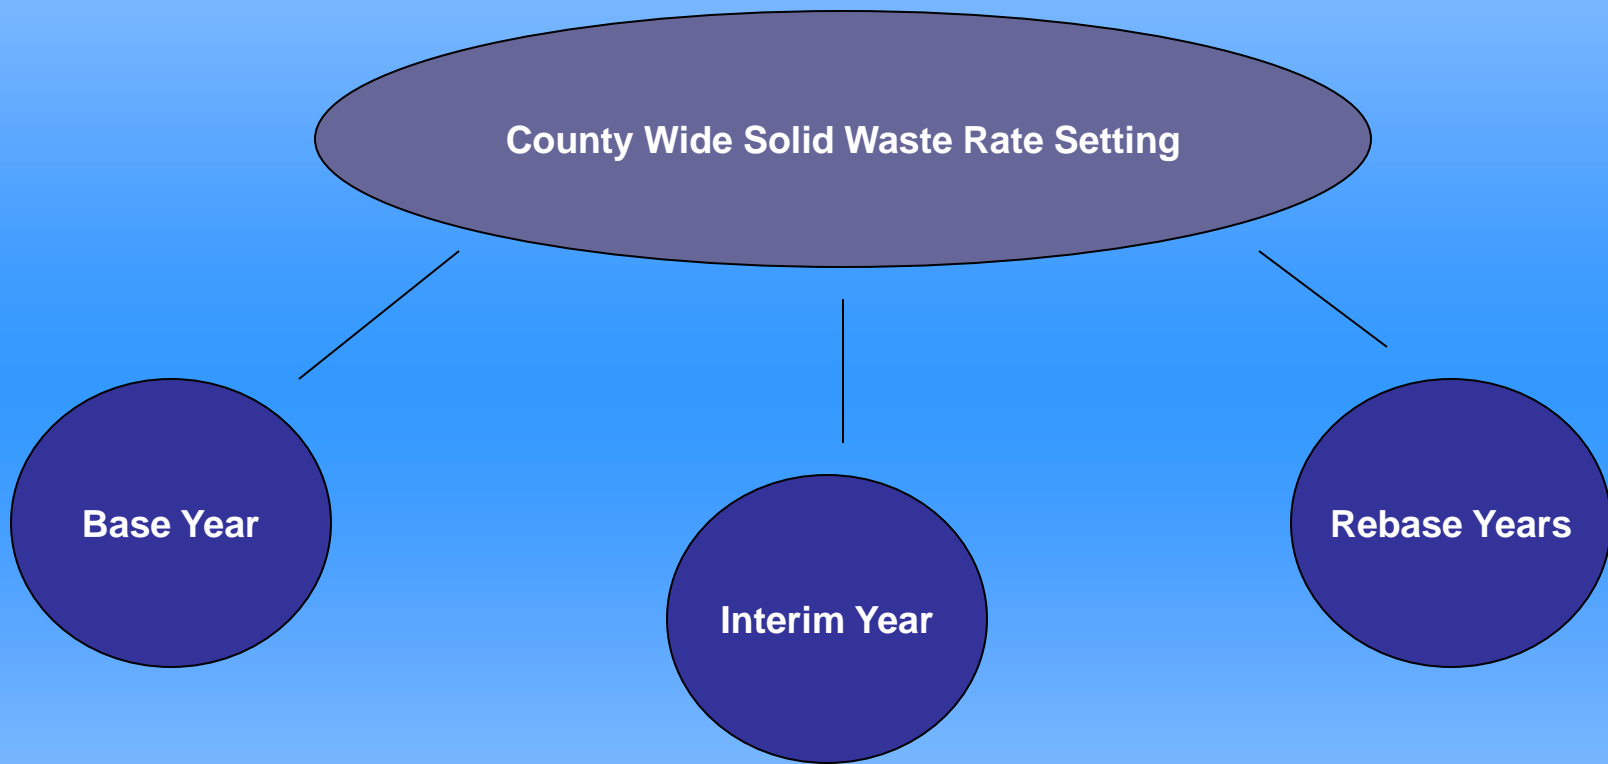 County Wide Solid Waste Rate Setting
Base Year
Interim Year
Rebase Years